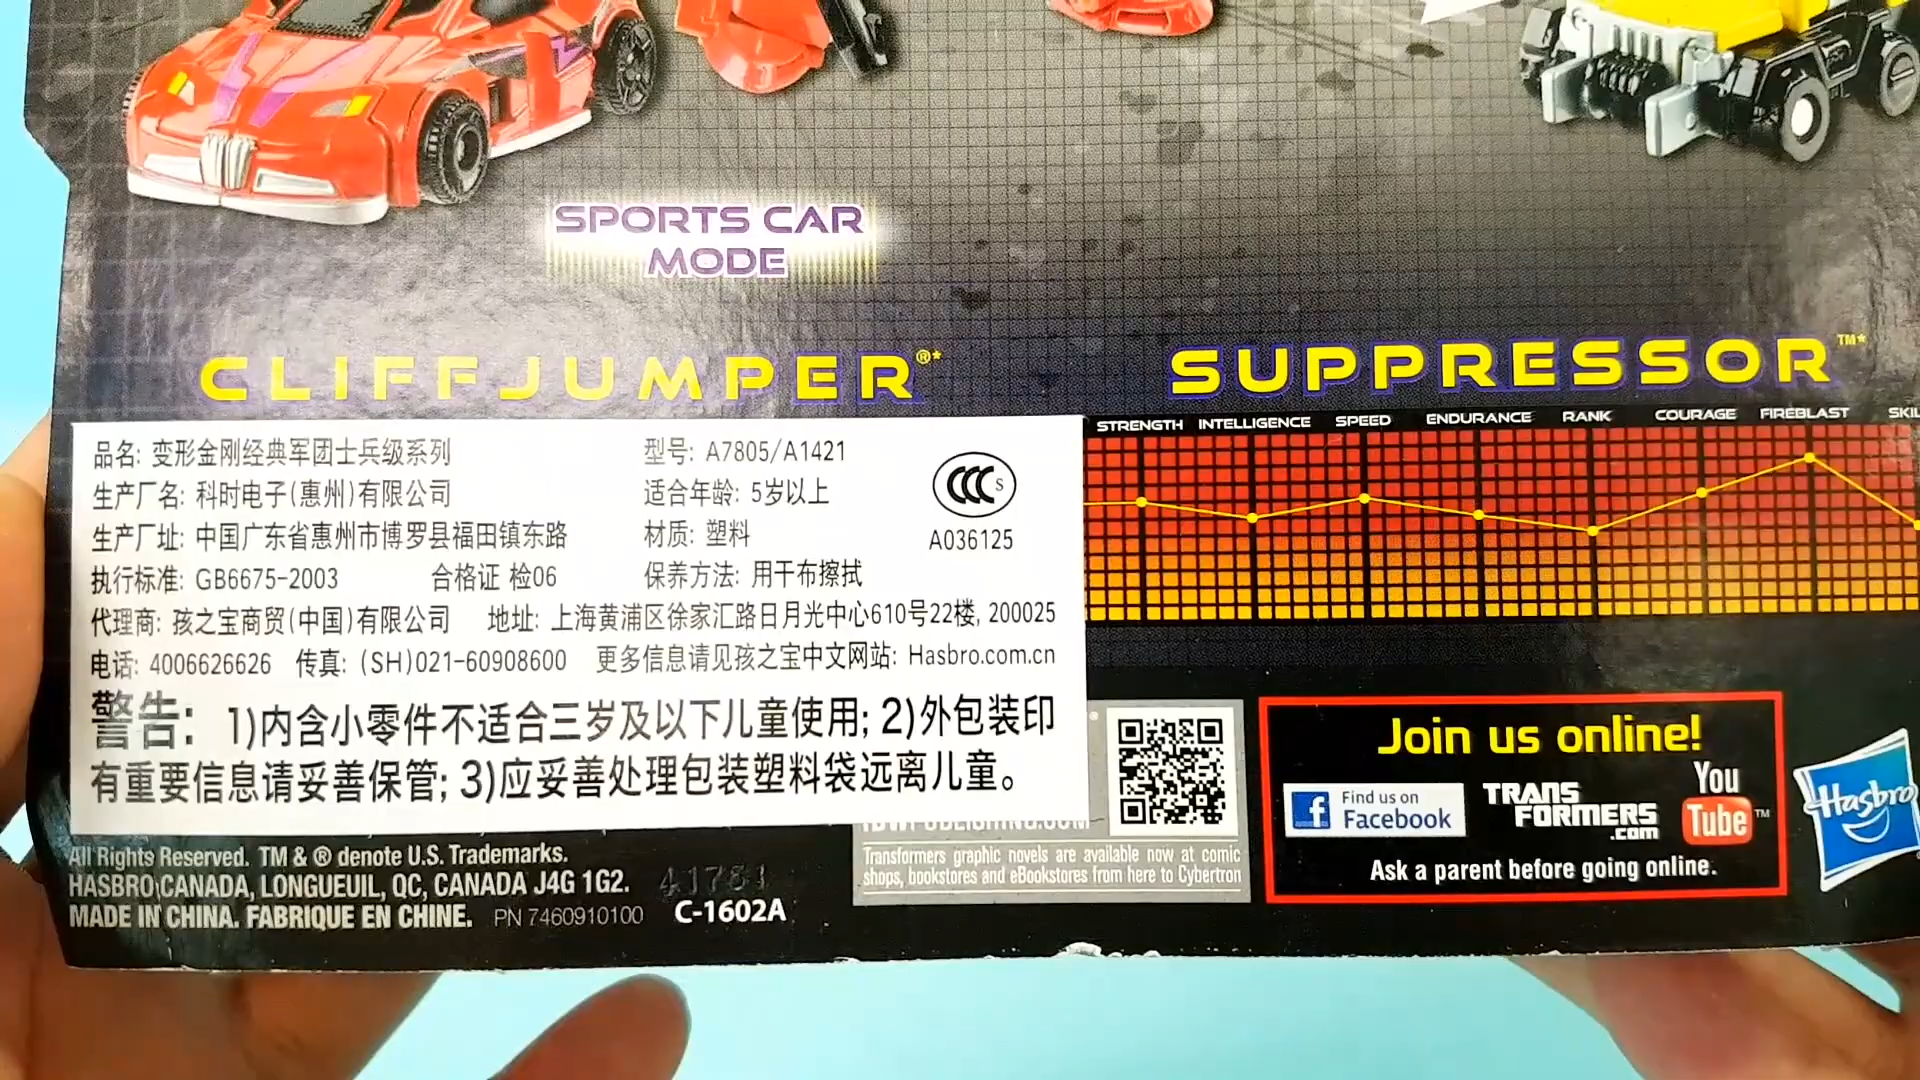 SPORTS CAR
MODE
CLIFFJUMPER®*
SUPPRESSOR™*
STRENGTH INTELLIGENCE SPEED ENDURANCE RANK COURAGE FIREBLAST SKIL
品名: 变形金刚经典军团士兵级系列 型号: A7805/A1421
生产厂名: 科时电子(惠州)有限公司 适合年龄: 5岁以上
生产厂址: 中国广东省惠州市博罗县福田镇东路 材质: 塑料
CCC S
A036125
执行标准: GB6675-2003 合格证 检06 保养方法: 用干布擦拭
代理商: 孩之宝商贸(中国)有限公司 地址: 上海黄浦区徐家汇路日月光中心610号22楼, 200025
电话: 4006626626 传真: (SH)021-60908600 更多信息请见孩之宝中文网站: Hasbro.com.cn
警告: 1)内含小零件不适合三岁及以下儿童使用; 2)外包装印
有重要信息请妥善保管; 3)应妥善处理包装塑料袋远离儿童。
Transformers graphic novels are available now at comic
shops, bookstores and eBookstores from here to Cybertron
Join us online!
f Find us on
Facebook
TRANSFORMERS
.com
You
Tube™
Ask a parent before going online.
Hasbro
All Rights Reserved. TM & ® denote U.S. Trademarks.
HASBRO CANADA, LONGUEUIL, QC, CANADA J4G 1G2. 41781
MADE IN CHINA. FABRIQUE EN CHINE. PN 7460910100 C-1602A